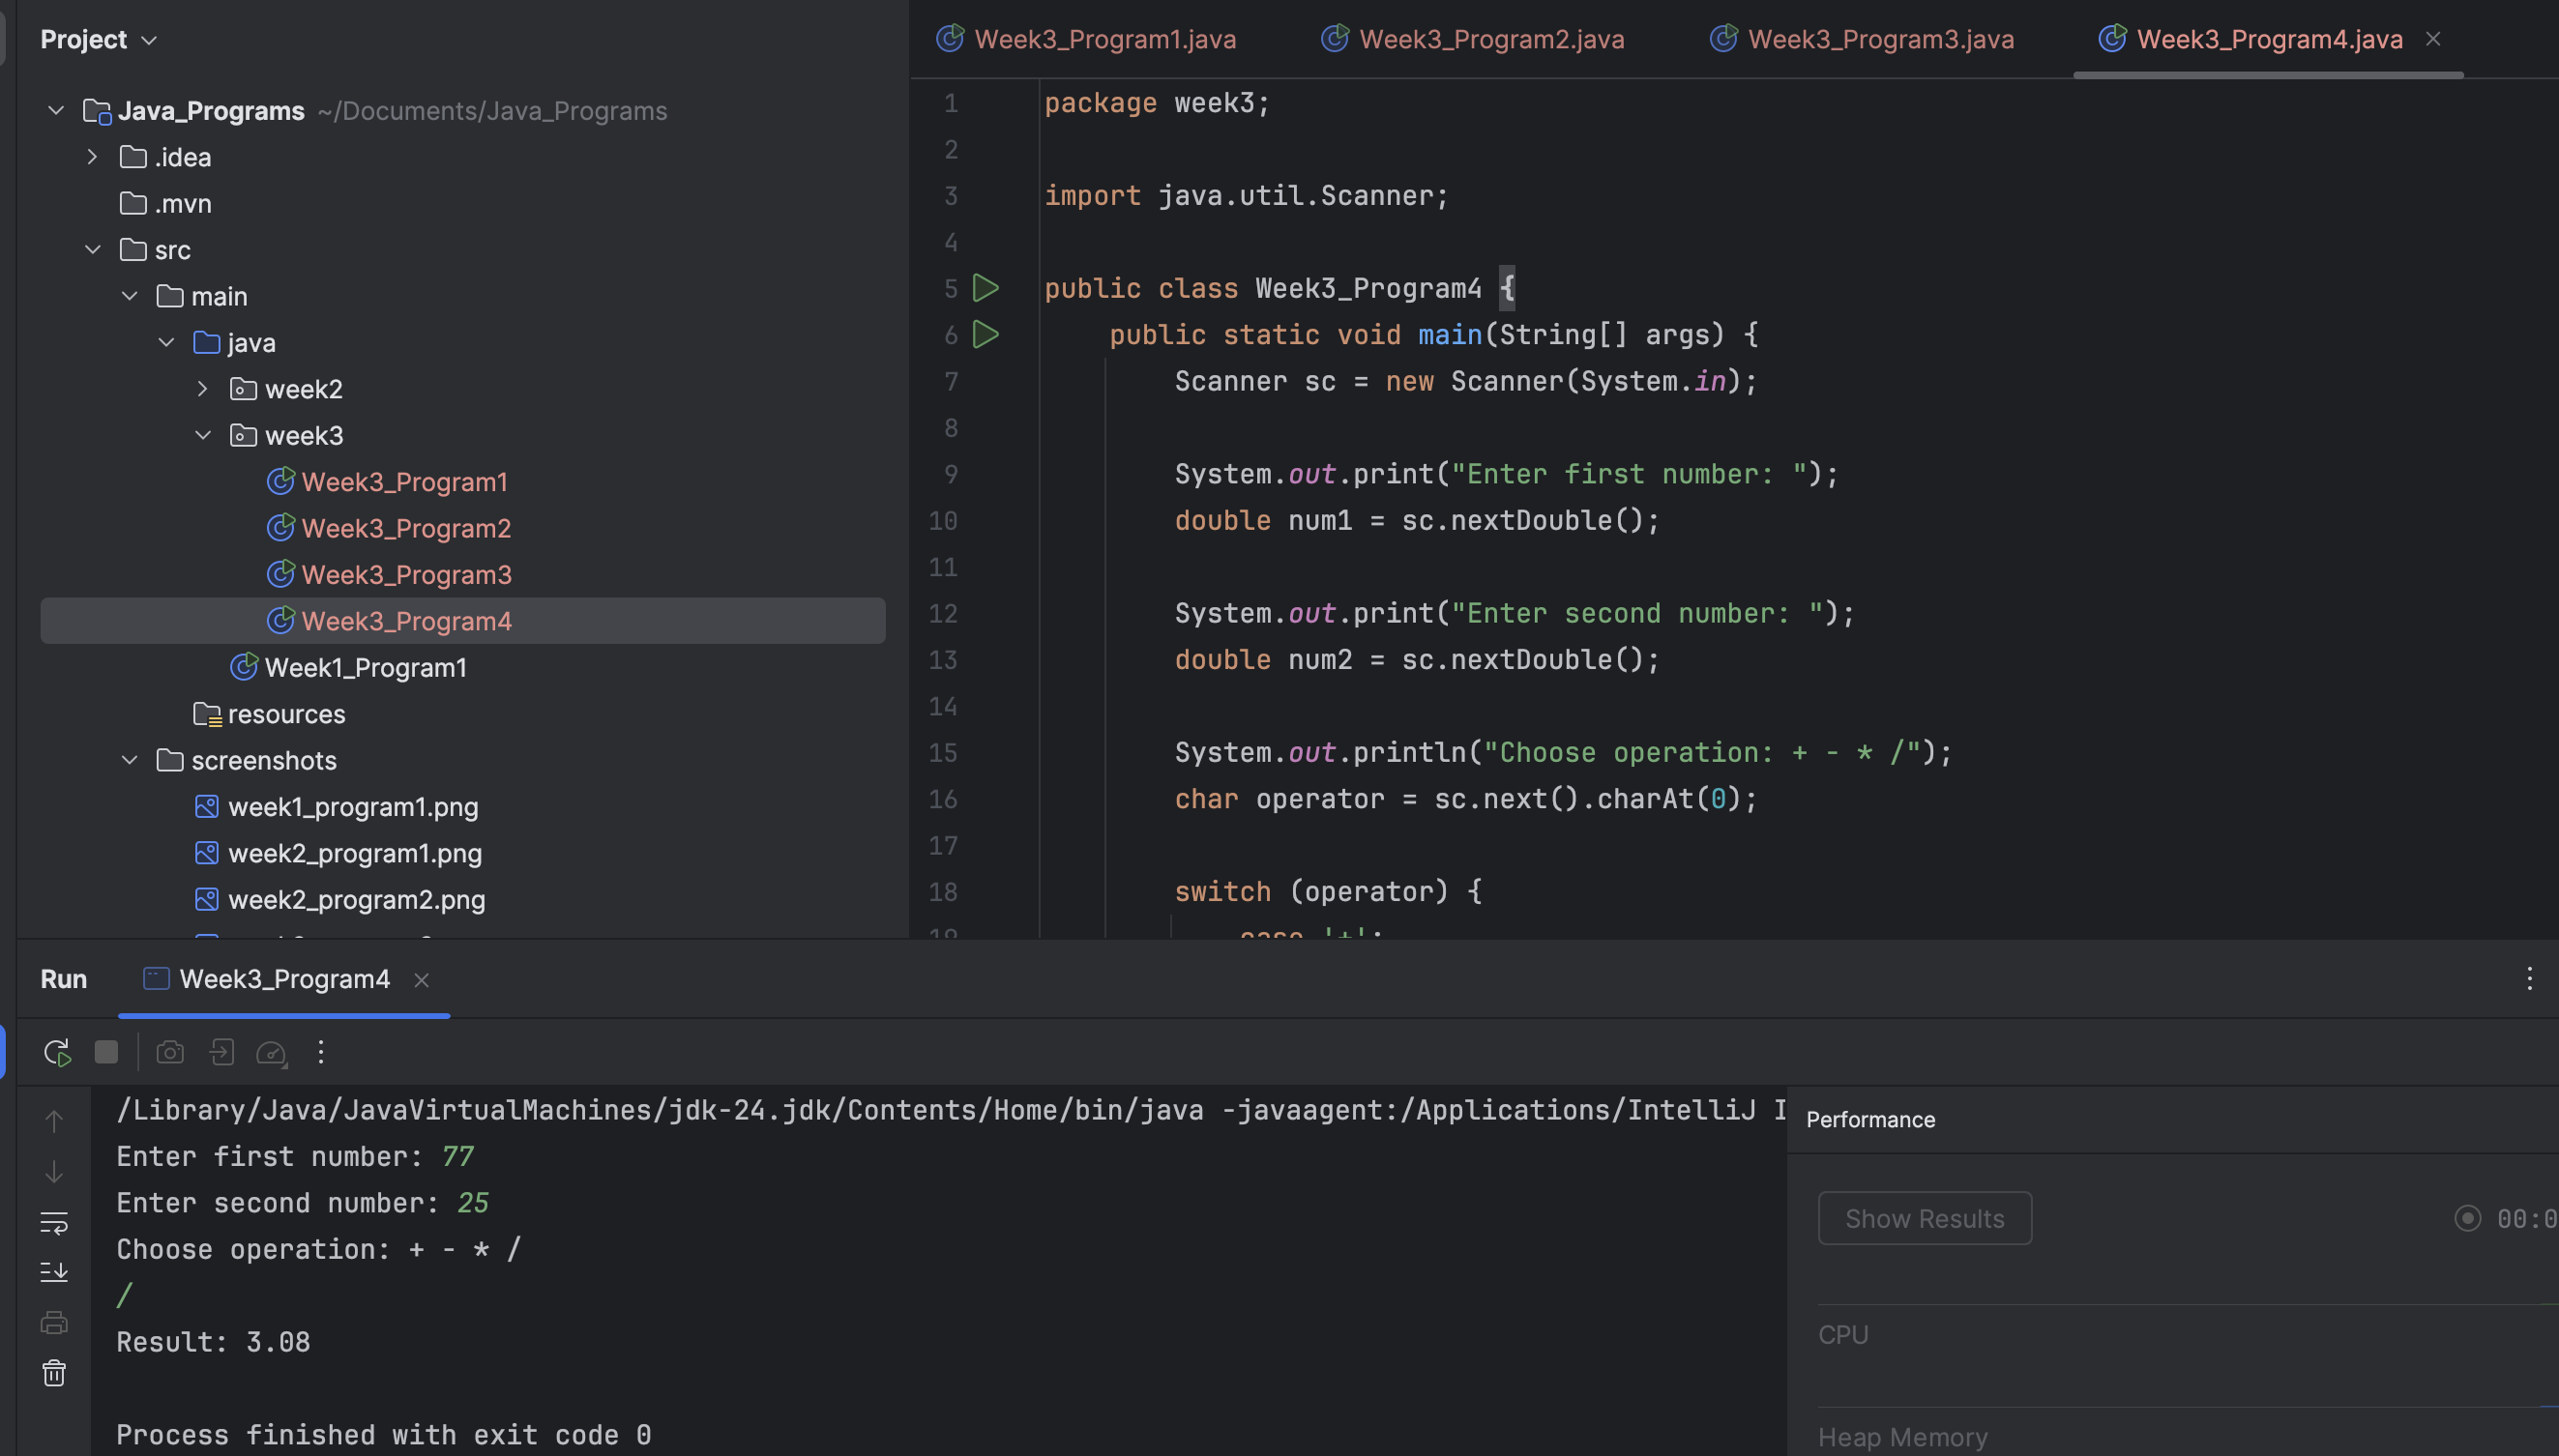 Project
Java_Programs ~/Documents/Java_Programs
.idea
.mvn
src
main
java
week2
week3
Week3_Program1
Week3_Program2
Week3_Program3
Week3_Program4
Week1_Program1
resources
screenshots
week1_program1.png
week2_program1.png
week2_program2.png
Week3_Program1.java Week3_Program2.java Week3_Program3.java Week3_Program4.java
1 package week3;
2
3 import java.util.Scanner;
4
5 public class Week3_Program4 {
6 public static void main(String[] args) {
7 Scanner sc = new Scanner(System.in);
8
9 System.out.print("Enter first number: ");
10 double num1 = sc.nextDouble();
11
12 System.out.print("Enter second number: ");
13 double num2 = sc.nextDouble();
14
15 System.out.println("Choose operation: + - * /");
16 char operator = sc.next().charAt(0);
17
18 switch (operator) {
19 case '+':
Run Week3_Program4
/Library/Java/JavaVirtualMachines/jdk-24.jdk/Contents/Home/bin/java -javaagent:/Applications/IntelliJ I
Enter first number: 77
Enter second number: 25
Choose operation: + - * /
/
Result: 3.08
Process finished with exit code 0
Performance
Show Results 00:0
CPU
Heap Memory